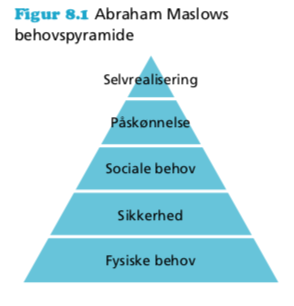 Figur 8.1 Abraham Maslows
behovspyramide
Selvrealisering
Påskønnelse
Sociale behov
Sikkerhed
Fysiske behov